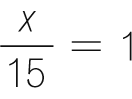 x/15 = 1